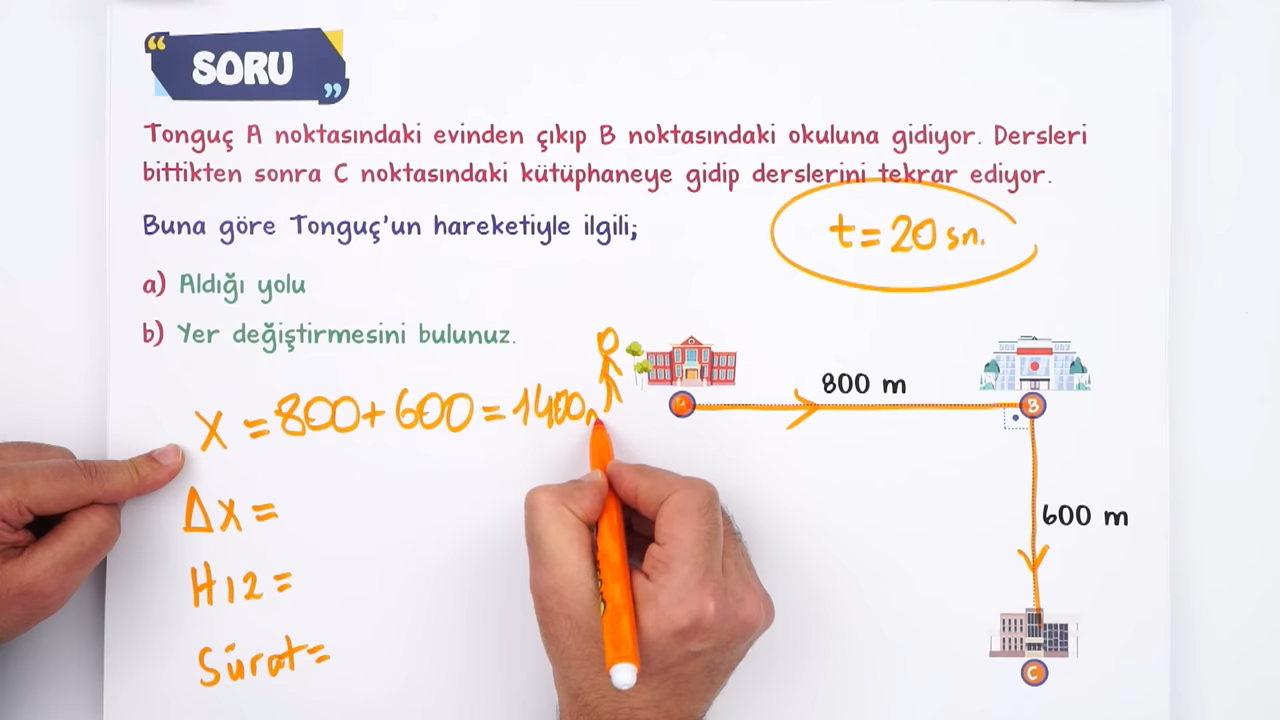 “ SORU ”
Tonguç A noktasındaki evinden çıkıp B noktasındaki okuluna gidiyor. Dersleri
bittikten sonra C noktasındaki kütüphaneye gidip derslerini tekrar ediyor.
Buna göre Tonguç'un hareketiyle ilgili;
t = 20 sn.
a) Aldığı yolu
b) Yer değiştirmesini bulunuz.
800 m
A
B
X = 800 + 600 = 1400
ΔX =
600 m
HIZ =
Sürat =
C